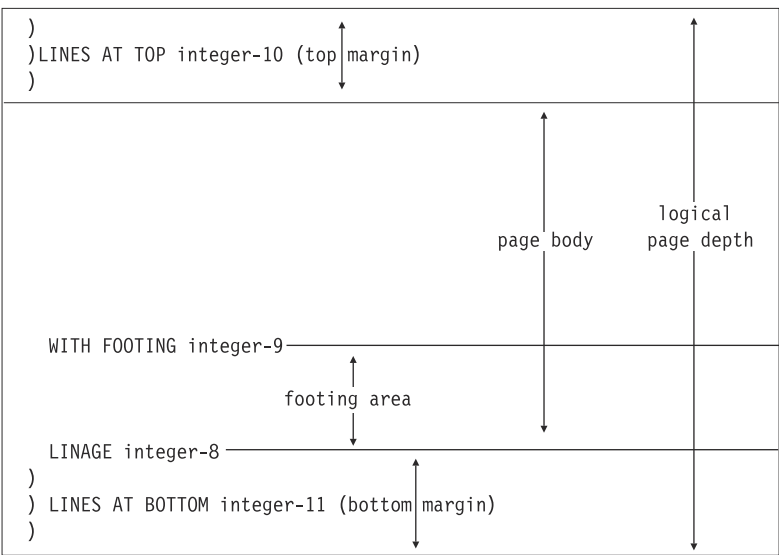 )
)LINES AT TOP integer-10 (top margin)
)
logical
page body page depth
WITH FOOTING integer-9
footing area
LINAGE integer-8
)
) LINES AT BOTTOM integer-11 (bottom margin)
)